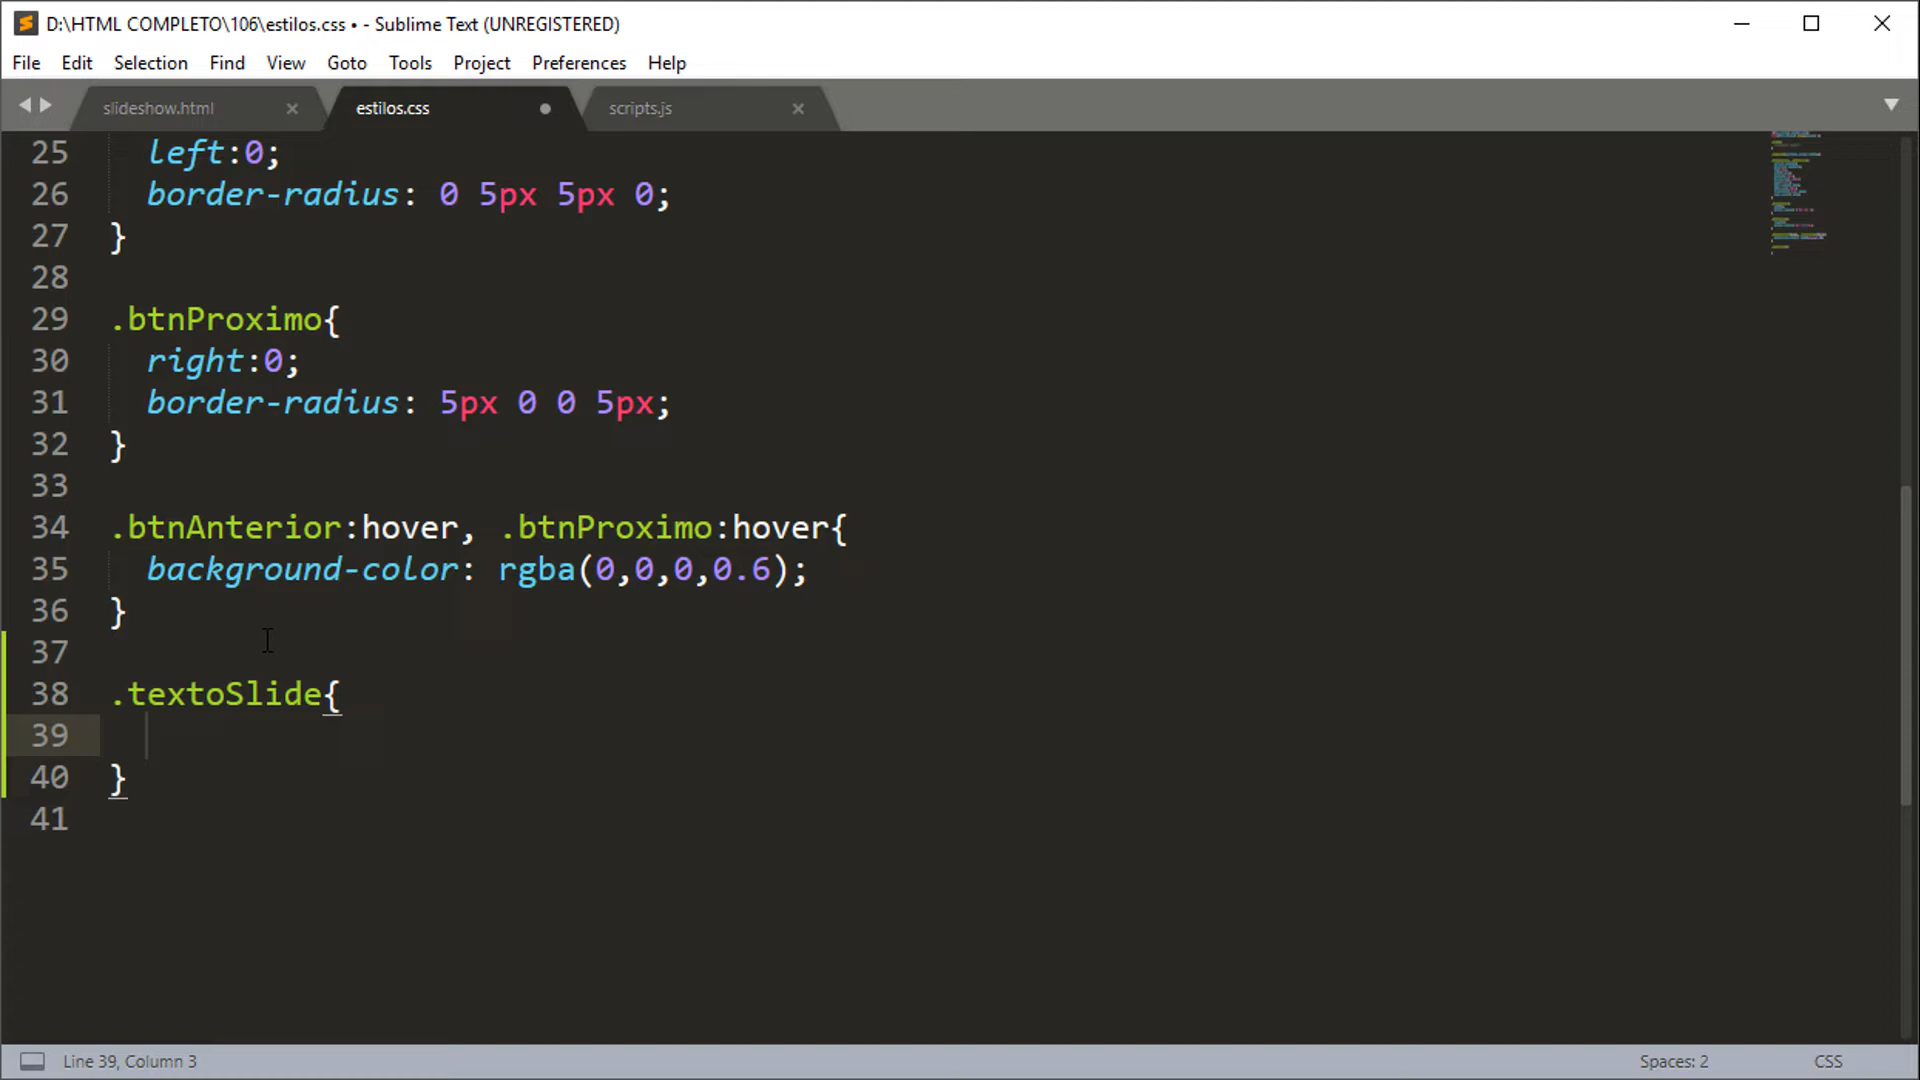 D:\HTML COMPLETO\106\estilos.css • - Sublime Text (UNREGISTERED)
File Edit Selection Find View Goto Tools Project Preferences Help
slideshow.html × estilos.css scripts.js ×
25 left:0;
26 border-radius: 0 5px 5px 0;
27 }
28
29 .btnProximo{
30 right:0;
31 border-radius: 5px 0 0 5px;
32 }
33
34 .btnAnterior:hover, .btnProximo:hover{
35 background-color: rgba(0,0,0,0.6);
36 }
37
38 .textoSlide{
39
40 }
41
Line 39, Column 3 Spaces: 2 CSS